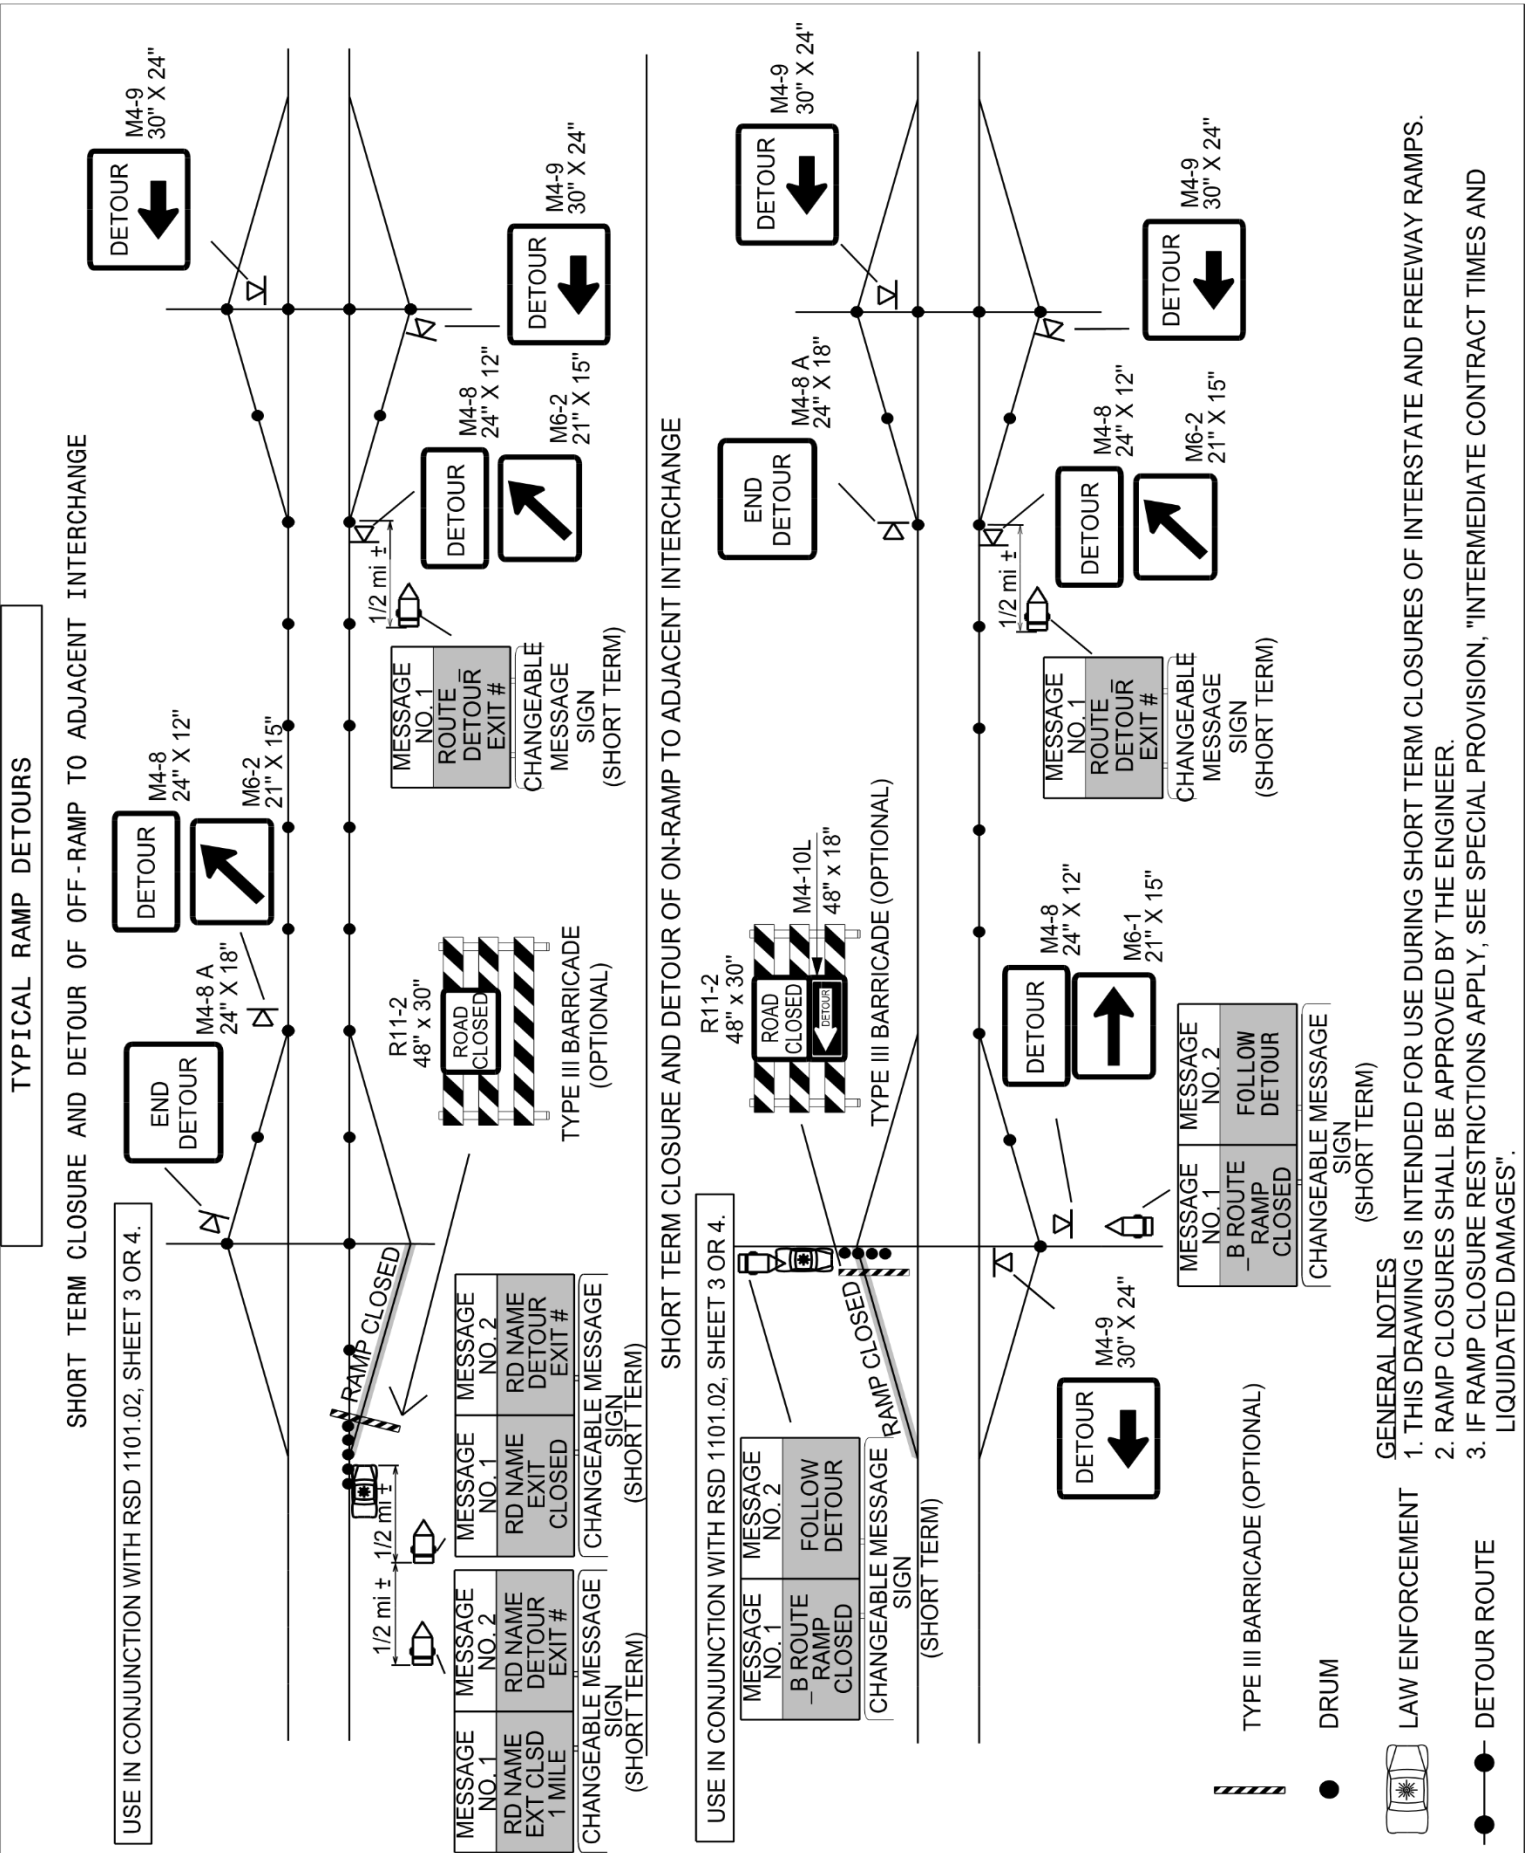 TYPICAL RAMP DETOURS
SHORT TERM CLOSURE AND DETOUR OF OFF-RAMP TO ADJACENT INTERCHANGE
USE IN CONJUNCTION WITH RSD 1101.02, SHEET 3 OR 4.
END
DETOUR
M4-8 A
24" X 18"
DETOUR
M4-8
24" X 12"
M6-2
21" X 15"
DETOUR
M4-9
30" X 24"
RAMP CLOSED
1/2 mi ±
1/2 mi ±
MESSAGE
NO. 1
RD NAME
EXT CLSD
1 MILE
MESSAGE
NO. 2
RD NAME
DETOUR
EXIT #
CHANGEABLE MESSAGE
SIGN
(SHORT TERM)
MESSAGE
NO. 1
RD NAME
EXIT
CLOSED
MESSAGE
NO. 2
RD NAME
DETOUR
EXIT #
CHANGEABLE MESSAGE
SIGN
(SHORT TERM)
R11-2
48" x 30"
ROAD
CLOSED
TYPE III BARRICADE
(OPTIONAL)
1/2 mi ±
MESSAGE
NO. 1
ROUTE _
DETOUR
EXIT #
CHANGEABLE
MESSAGE
SIGN
(SHORT TERM)
DETOUR
M4-8
24" X 12"
M6-2
21" X 15"
DETOUR
M4-9
30" X 24"
SHORT TERM CLOSURE AND DETOUR OF ON-RAMP TO ADJACENT INTERCHANGE
USE IN CONJUNCTION WITH RSD 1101.02, SHEET 3 OR 4.
MESSAGE
NO. 1
_B ROUTE
RAMP
CLOSED
MESSAGE
NO. 2
FOLLOW
DETOUR
CHANGEABLE MESSAGE
SIGN
(SHORT TERM)
RAMP CLOSED
R11-2
48" x 30"
ROAD
CLOSED
DETOUR
M4-10L
48" x 18"
TYPE III BARRICADE (OPTIONAL)
END
DETOUR
M4-8 A
24" X 18"
DETOUR
M4-9
30" X 24"
DETOUR
M4-9
30" X 24"
DETOUR
M4-8
24" X 12"
M6-1
21" X 15"
MESSAGE
NO. 1
_B ROUTE
RAMP
CLOSED
MESSAGE
NO. 2
FOLLOW
DETOUR
CHANGEABLE MESSAGE
SIGN
(SHORT TERM)
1/2 mi ±
MESSAGE
NO. 1
ROUTE _
DETOUR
EXIT #
CHANGEABLE
MESSAGE
SIGN
(SHORT TERM)
DETOUR
M4-8
24" X 12"
M6-2
21" X 15"
DETOUR
M4-9
30" X 24"
TYPE III BARRICADE (OPTIONAL)
DRUM
LAW ENFORCEMENT
DETOUR ROUTE
GENERAL NOTES
1. THIS DRAWING IS INTENDED FOR USE DURING SHORT TERM CLOSURES OF INTERSTATE AND FREEWAY RAMPS.
2. RAMP CLOSURES SHALL BE APPROVED BY THE ENGINEER.
3. IF RAMP CLOSURE RESTRICTIONS APPLY, SEE SPECIAL PROVISION, "INTERMEDIATE CONTRACT TIMES AND
LIQUIDATED DAMAGES".